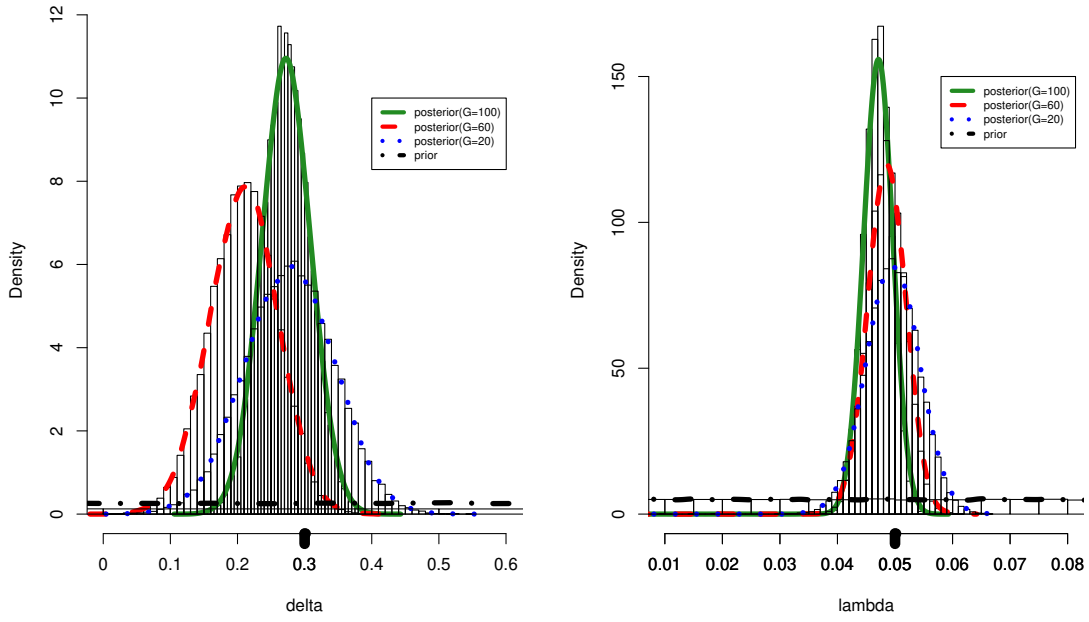 12
10
8
6
4
2
0
Density
posterior(G=100)
posterior(G=60)
posterior(G=20)
prior
0 0.1 0.2 0.3 0.4 0.5 0.6
delta
150
100
50
0
Density
posterior(G=100)
posterior(G=60)
posterior(G=20)
prior
0.01 0.02 0.03 0.04 0.05 0.06 0.07 0.08
lambda